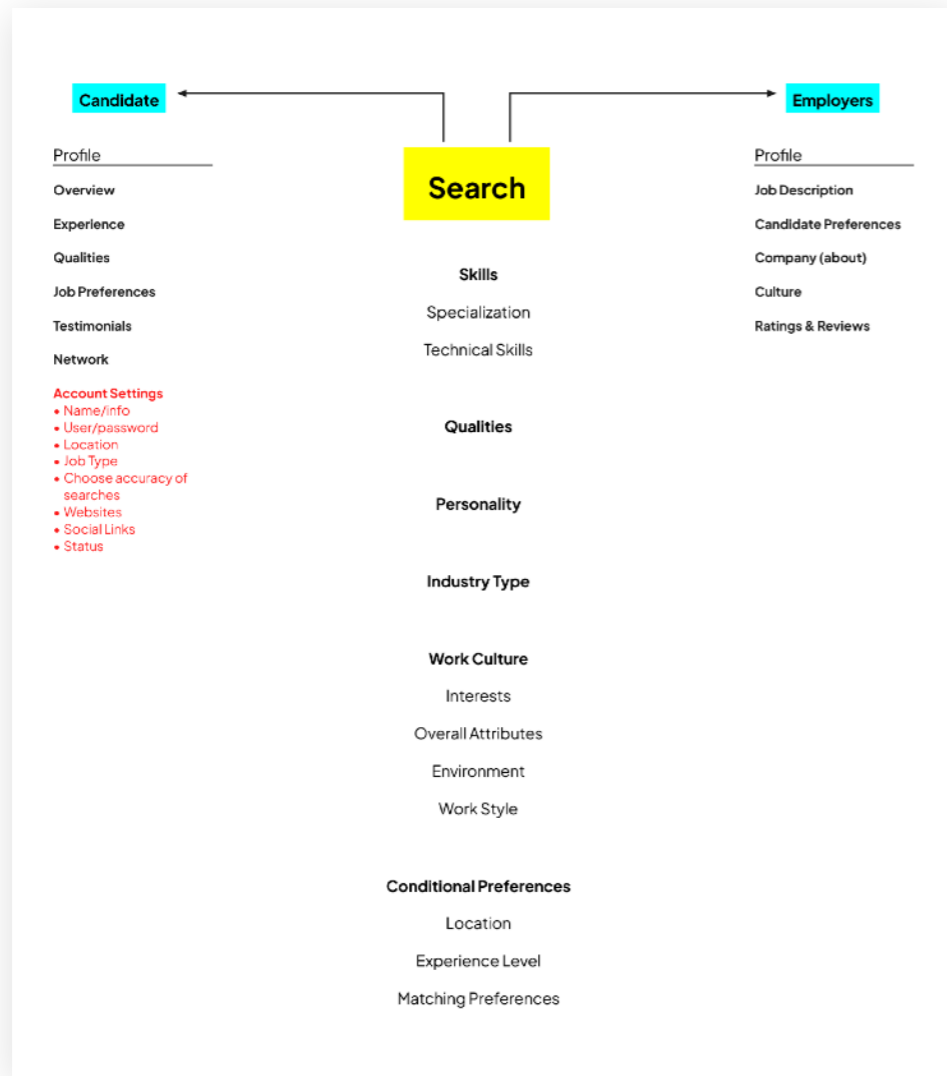 Candidate
Employers
Search
Profile
Overview
Experience
Qualities
Job Preferences
Testimonials
Network
Account Settings
• Name/info
• User/password
• Location
• Job Type
• Choose accuracy of
searches
• Websites
• Social Links
• Status
Skills
Specialization
Technical Skills
Qualities
Personality
Industry Type
Work Culture
Interests
Overall Attributes
Environment
Work Style
Conditional Preferences
Location
Experience Level
Matching Preferences
Profile
Job Description
Candidate Preferences
Company (about)
Culture
Ratings & Reviews